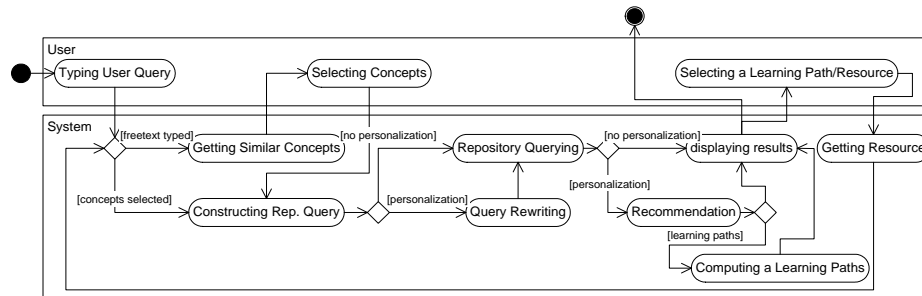 User
Typing User Query
Selecting Concepts
Selecting a Learning Path/Resource
System
[freetext typed]
Getting Similar Concepts
[no personalization]
Repository Querying
[no personalization]
displaying results
Getting Resource
[concepts selected]
Constructing Rep. Query
[personalization]
Query Rewriting
[personalization]
Recommendation
[learning paths]
Computing a Learning Paths